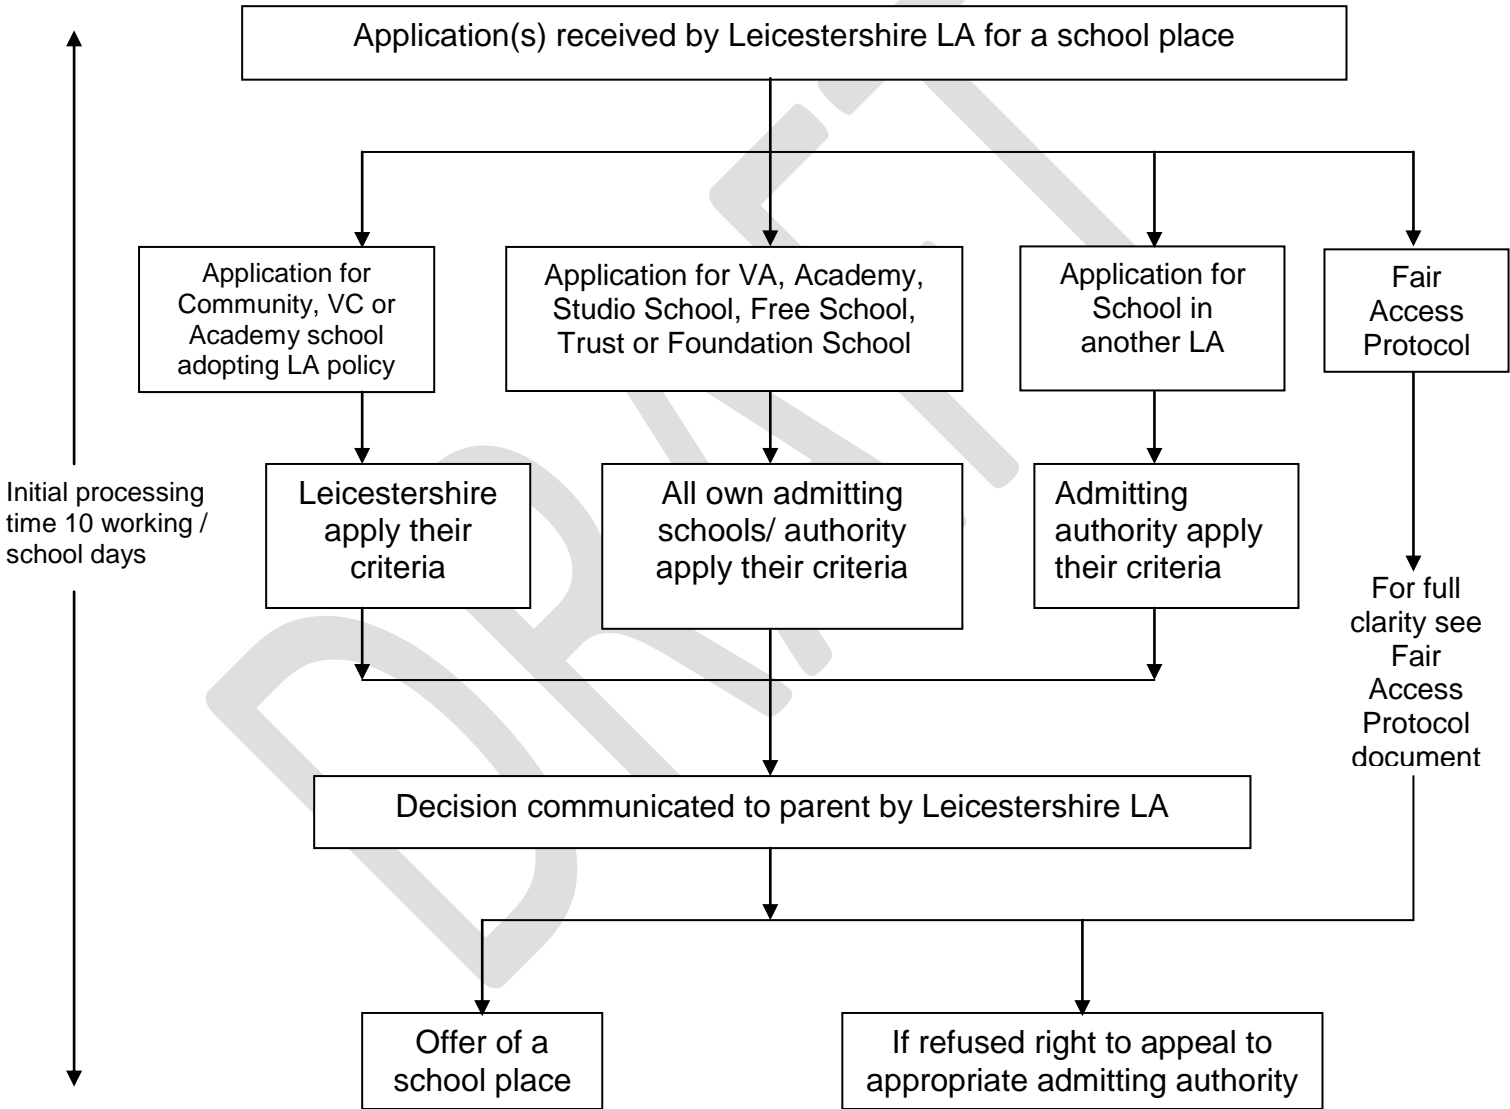 Application(s) received by Leicestershire LA for a school place
Application for
Community, VC or
Academy school
adopting LA policy
Application for VA, Academy,
Studio School, Free School,
Trust or Foundation School
Application for
School in
another LA
Fair
Access
Protocol
Initial processing
time 10 working /
school days
Leicestershire
apply their
criteria
All own admitting
schools/ authority
apply their criteria
Admitting
authority apply
their criteria
For full
clarity see
Fair
Access
Protocol
document
Decision communicated to parent by Leicestershire LA
Offer of a
school place
If refused right to appeal to
appropriate admitting authority
DRAFT